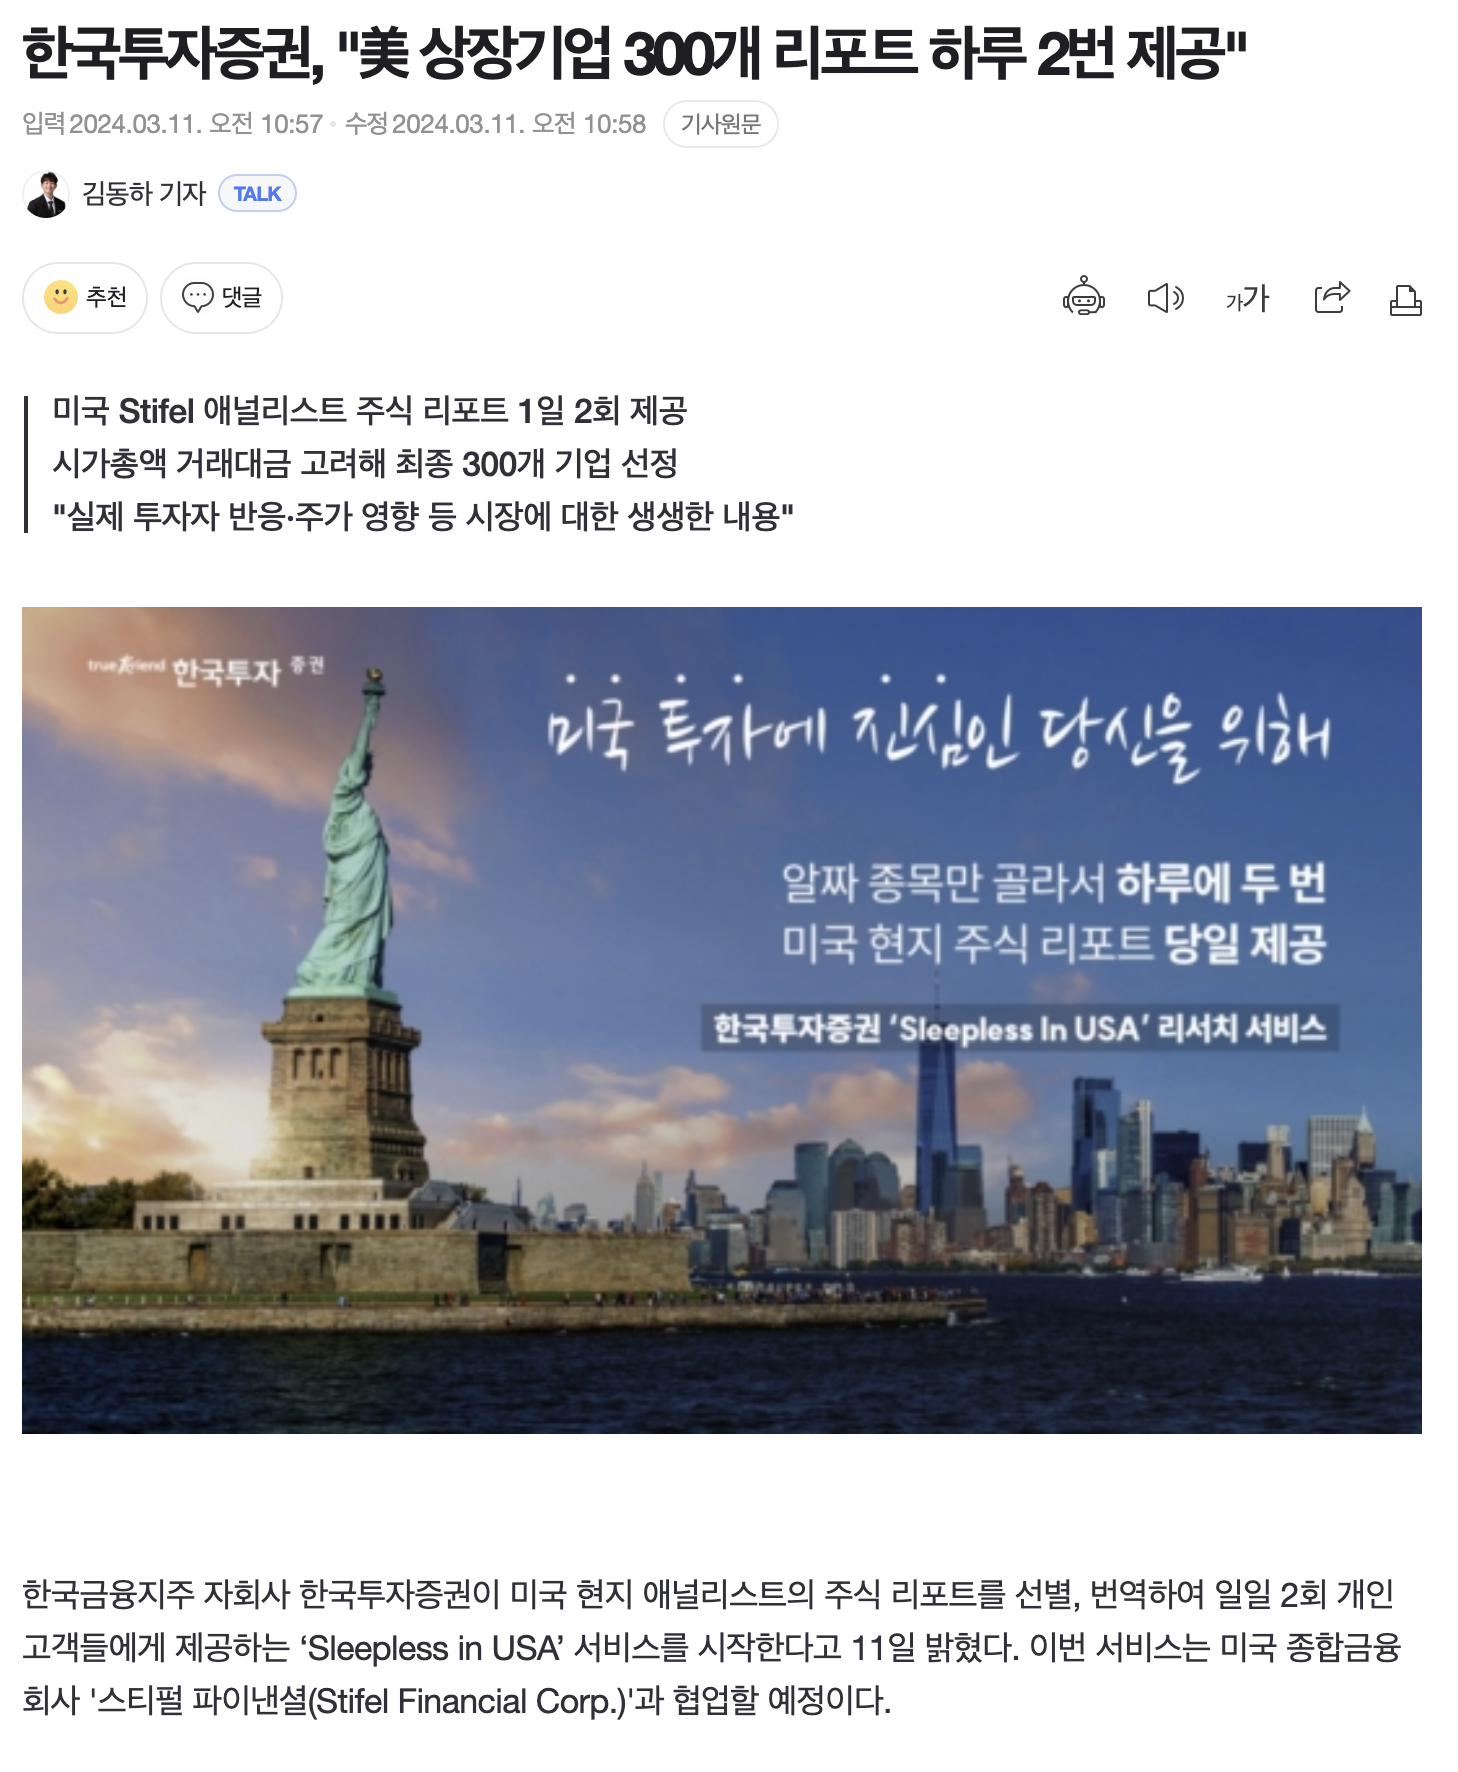 한국투자증권, "美 상장기업 300개 리포트 하루 2번 제공"
입력 2024.03.11. 오전 10:57 · 수정 2024.03.11. 오전 10:58 기사원문
김동하 기자 TALK
추천 댓글 가가
미국 Stifel 애널리스트 주식 리포트 1일 2회 제공
시가총액 거래대금 고려해 최종 300개 기업 선정
"실제 투자자 반응·주가 영향 등 시장에 대한 생생한 내용"
true friend 한국투자 증권
미국 투자에 진심인 당신을 위해
알짜 종목만 골라서 하루에 두 번
미국 현지 주식 리포트 당일 제공
한국투자증권 ‘Sleepless In USA’ 리서치 서비스
한국금융지주 자회사 한국투자증권이 미국 현지 애널리스트의 주식 리포트를 선별, 번역하여 일일 2회 개인
고객들에게 제공하는 ‘Sleepless in USA’ 서비스를 시작한다고 11일 밝혔다. 이번 서비스는 미국 종합금융
회사 '스티펄 파이낸셜(Stifel Financial Corp.)'과 협업할 예정이다.